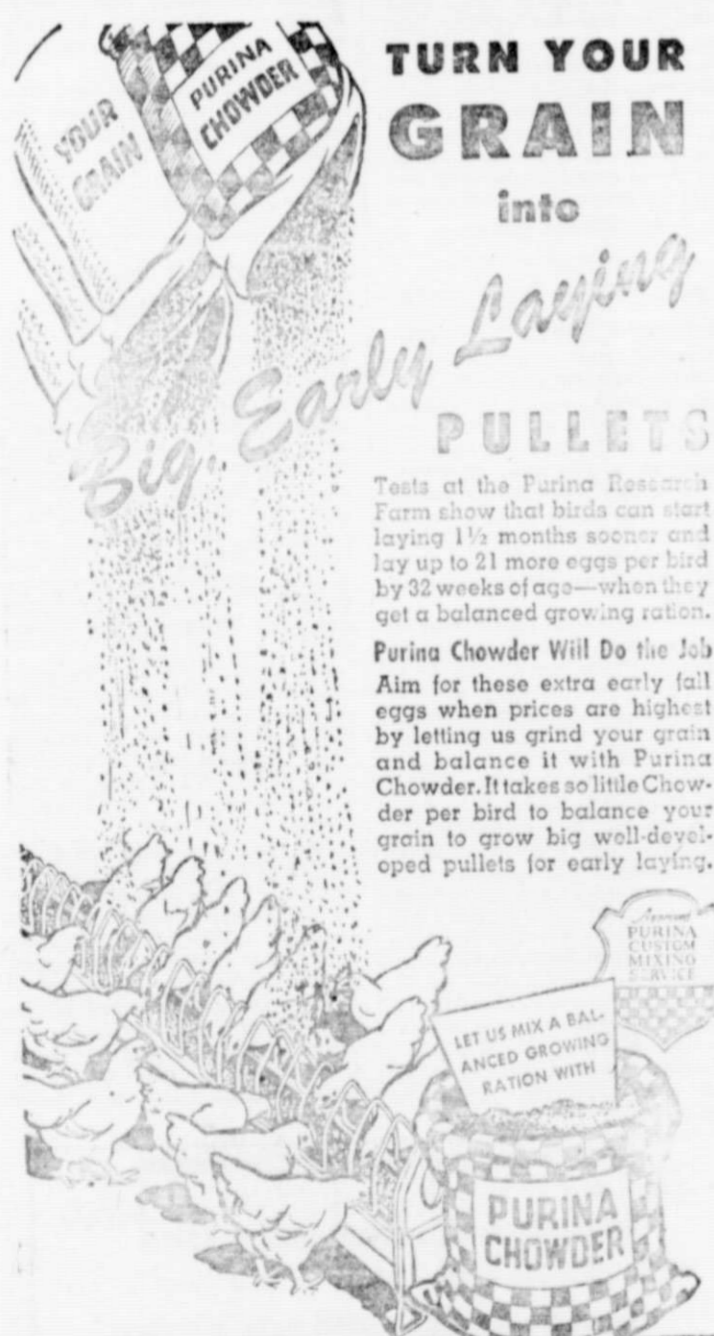 YOUR
GRAIN
PURINA
CHOWDER
TURN YOUR
GRAIN
into
Big, Early Laying
PULLETS
Tests at the Purina Research
Farm show that birds can start
laying 1½ months sooner and
lay up to 21 more eggs per bird
by 32 weeks of age—when they
get a balanced growing ration.
Purina Chowder Will Do the Job
Aim for these extra early fall
eggs when prices are highest
by letting us grind your grain
and balance it with Purina
Chowder. It takes so little Chow-
der per bird to balance your
grain to grow big well-devel-
oped pullets for early laying.
PURINA
CUSTOM
MIXING
SERVICE
LET US MIX A BAL-
ANCED GROWING
RATION WITH
PURINA
CHOWDER